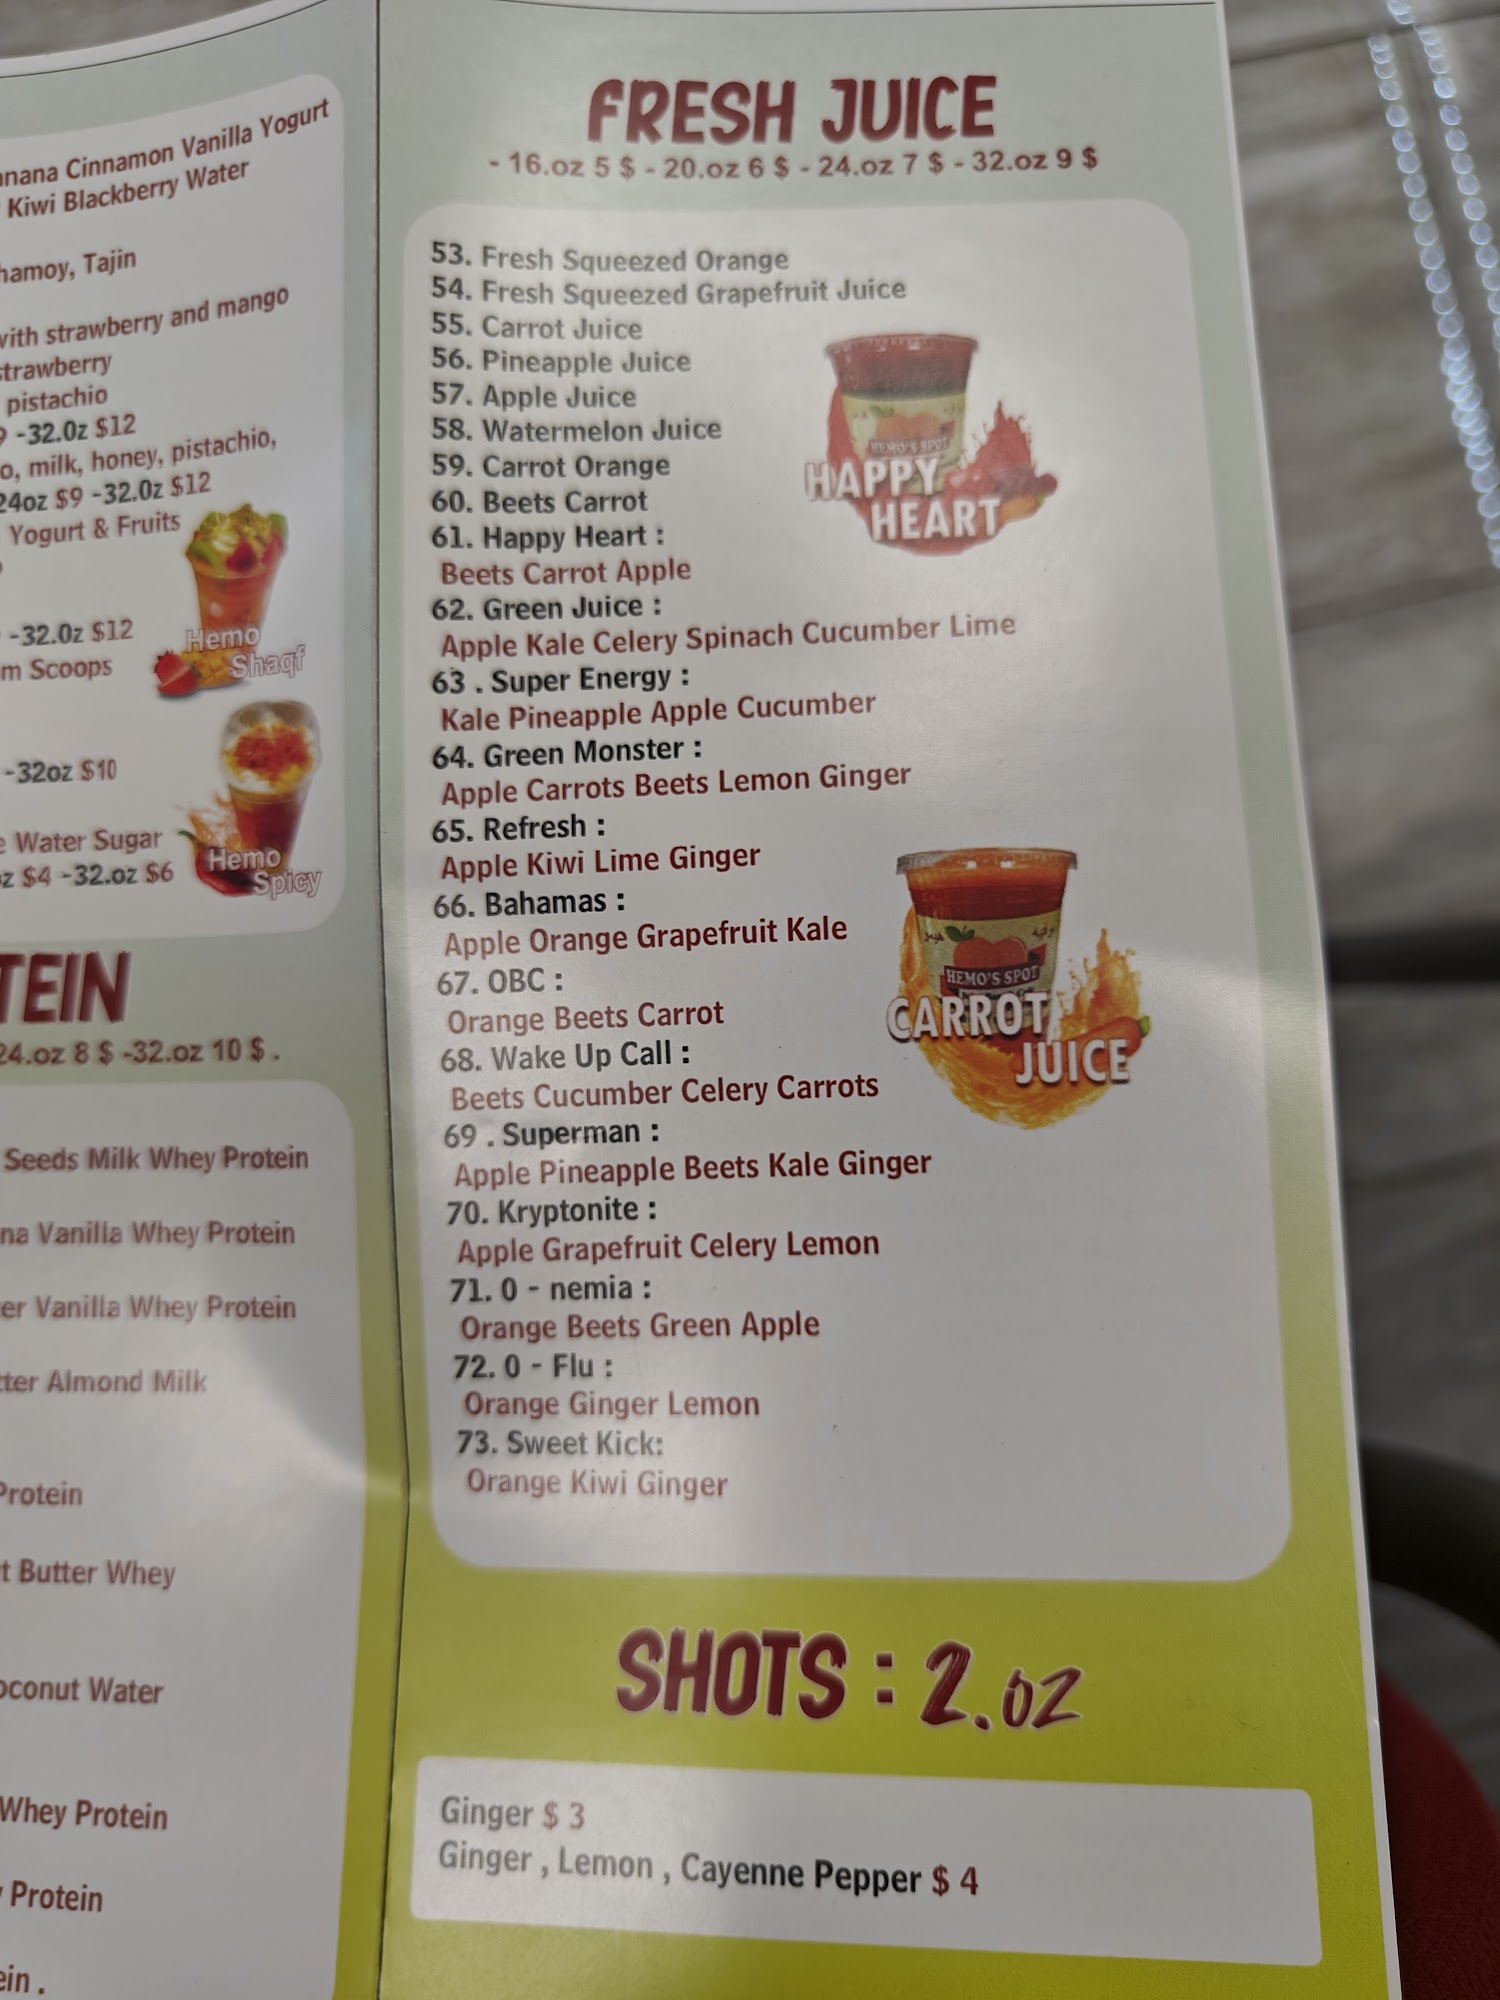 Cinnamon Vanilla Yogurt
Kiwi Blackberry Water
Tajin
with strawberry and mango
strawberry
pistachio
-32.0z $12
milk, honey, pistachio,
24oz $9 -32.0z $12
Yogurt & Fruits
-32.0z $12
Scoops
Hemo
Shaqf
-32oz $10
Water Sugar
$4 -32.oz $6
Hemo
Spicy
24.oz 8 $ -32.oz 10 $ .
Seeds Milk Whey Protein
Vanilla Whey Protein
Vanilla Whey Protein
Almond Milk
Protein
Butter Whey
Water
Whey Protein
Protein
FRESH JUICE
- 16.oz 5 $ - 20.oz 6 $ - 24.oz 7 $ - 32.oz 9 $
53. Fresh Squeezed Orange
54. Fresh Squeezed Grapefruit Juice
55. Carrot Juice
56. Pineapple Juice
57. Apple Juice
58. Watermelon Juice
59. Carrot Orange
60. Beets Carrot
61. Happy Heart :
Beets Carrot Apple
62. Green Juice :
Apple Kale Celery Spinach Cucumber Lime
63 . Super Energy :
Kale Pineapple Apple Cucumber
64. Green Monster :
Apple Carrots Beets Lemon Ginger
65. Refresh :
Apple Kiwi Lime Ginger
66. Bahamas :
Apple Orange Grapefruit Kale
67. OBC :
Orange Beets Carrot
68. Wake Up Call :
Beets Cucumber Celery Carrots
69 . Superman :
Apple Pineapple Beets Kale Ginger
70. Kryptonite :
Apple Grapefruit Celery Lemon
71. 0 - nemia :
Orange Beets Green Apple
72. 0 - Flu :
Orange Ginger Lemon
73. Sweet Kick:
Orange Kiwi Ginger
HEMO'S SPOT
HAPPY
HEART
HEMO'S SPOT
CARROT
JUICE
SHOTS : 2.oz
Ginger $ 3
Ginger , Lemon , Cayenne Pepper $ 4